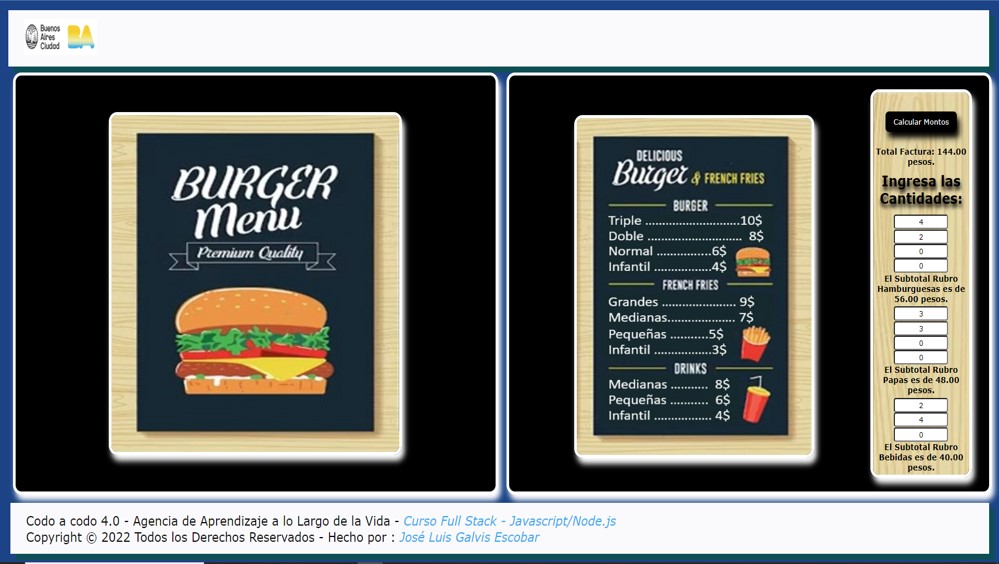 Buenos
Aires
Ciudad
BA
BURGER
Menu
Premium Quality
DELICIOUS
Burger & FRENCH FRIES
BURGER
Triple ......................10$
Doble ....................... 8$
Normal .............6$
Infantil ..............4$
FRENCH FRIES
Grandes ...................... 9$
Medianas..................... 7$
Pequeñas ...........5$
Infantil ...............3$
DRINKS
Medianas ........... 8$
Pequeñas ........... 6$
Infantil ............... 4$
Calcular Montos
Total Factura: 144.00
pesos.
Ingresa las
Cantidades:
4
2
0
0
El Subtotal Rubro
Hamburguesas es de
56.00 pesos.
3
3
0
0
El Subtotal Rubro
Papas es de 48.00
pesos.
2
4
0
El Subtotal Rubro
Bebidas es de 40.00
pesos.
Codo a codo 4.0 - Agencia de Aprendizaje a lo Largo de la Vida - Curso Full Stack - Javascript/Node.js
Copyright © 2022 Todos los Derechos Reservados - Hecho por : José Luis Galvis Escobar